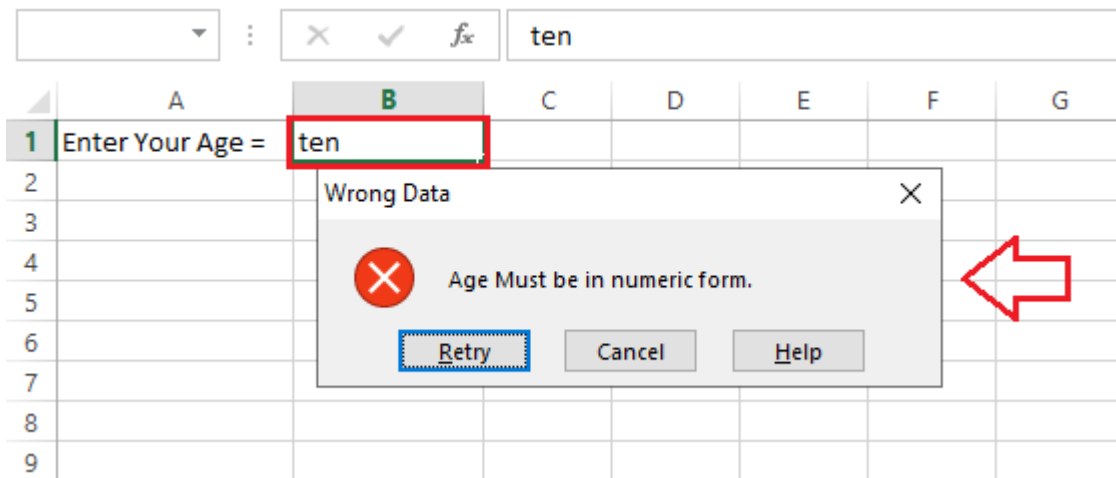 fx ten
A B C D E F G
1 Enter Your Age = ten
2
Wrong Data
3
4
Age Must be in numeric form.
5
6
Retry Cancel Help
7
8
9